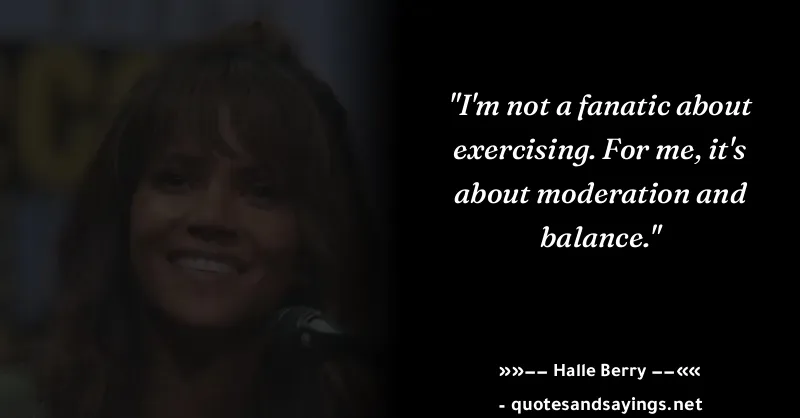 "I'm not a fanatic about
exercising. For me, it's
about moderation and
balance."
»»−− Halle Berry −−««
- quotesandsayings.net